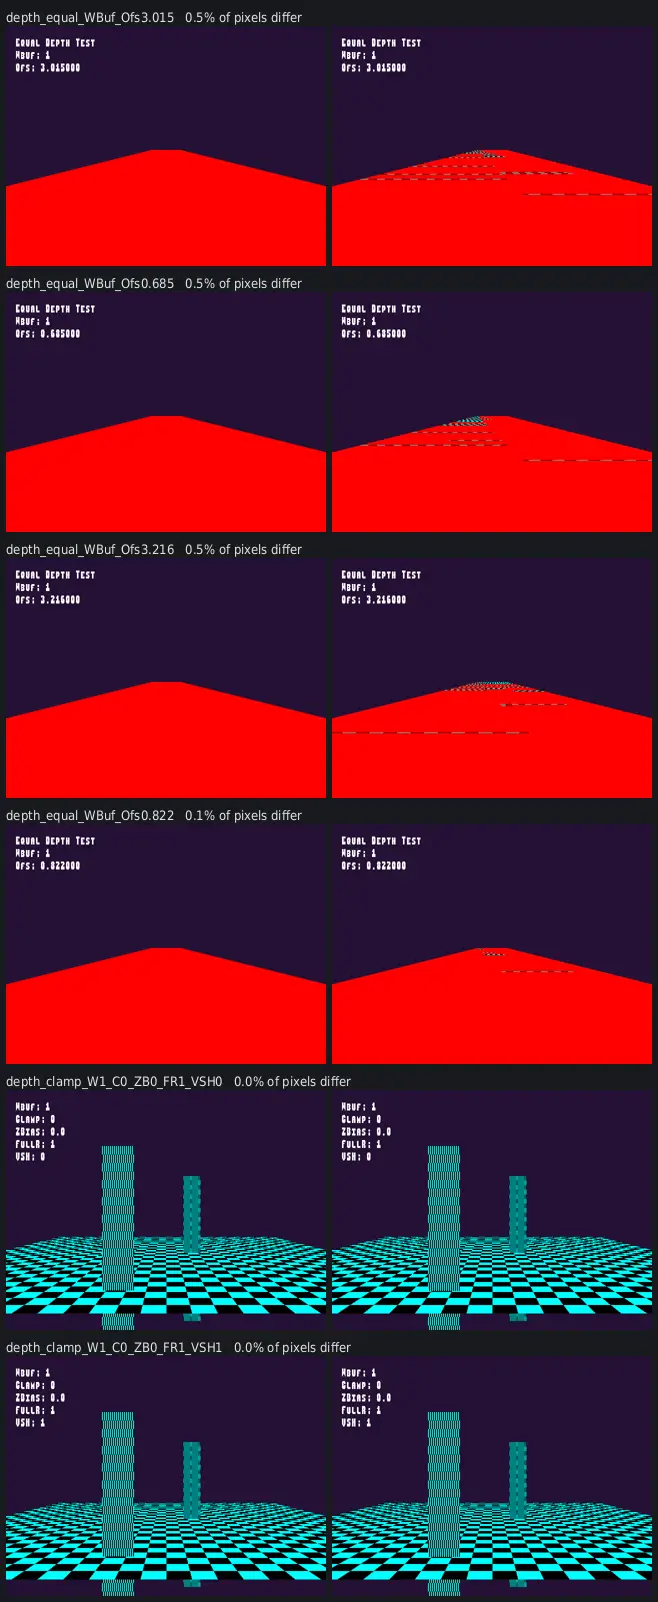 depth_equal_WBuf_Ofs3.015 0.5% of pixels differ
Equal Depth Test
WBuf: 1
Ofs: 3.015000
Equal Depth Test
WBuf: 1
Ofs: 3.015000
depth_equal_WBuf_Ofs0.685 0.5% of pixels differ
Equal Depth Test
WBuf: 1
Ofs: 0.685000
Equal Depth Test
WBuf: 1
Ofs: 0.685000
depth_equal_WBuf_Ofs3.216 0.5% of pixels differ
Equal Depth Test
WBuf: 1
Ofs: 3.216000
Equal Depth Test
WBuf: 1
Ofs: 3.216000
depth_equal_WBuf_Ofs0.822 0.1% of pixels differ
Equal Depth Test
WBuf: 1
Ofs: 0.822000
Equal Depth Test
WBuf: 1
Ofs: 0.822000
depth_clamp_W1_C0_ZB0_FR1_VSH0 0.0% of pixels differ
WBuf: 1
Clamp: 0
ZBias: 0.0
FullR: 1
VSH: 0
WBuf: 1
Clamp: 0
ZBias: 0.0
FullR: 1
VSH: 0
depth_clamp_W1_C0_ZB0_FR1_VSH1 0.0% of pixels differ
WBuf: 1
Clamp: 0
ZBias: 0.0
FullR: 1
VSH: 1
WBuf: 1
Clamp: 0
ZBias: 0.0
FullR: 1
VSH: 1